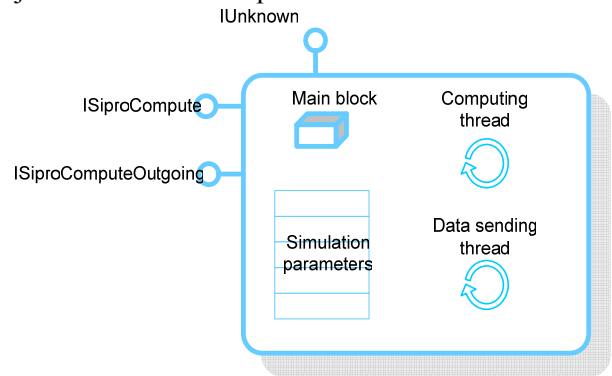 IUnknown
ISiproCompute
ISiproComputeOutgoing
Main block
Computing
thread
Simulation
parameters
Data sending
thread